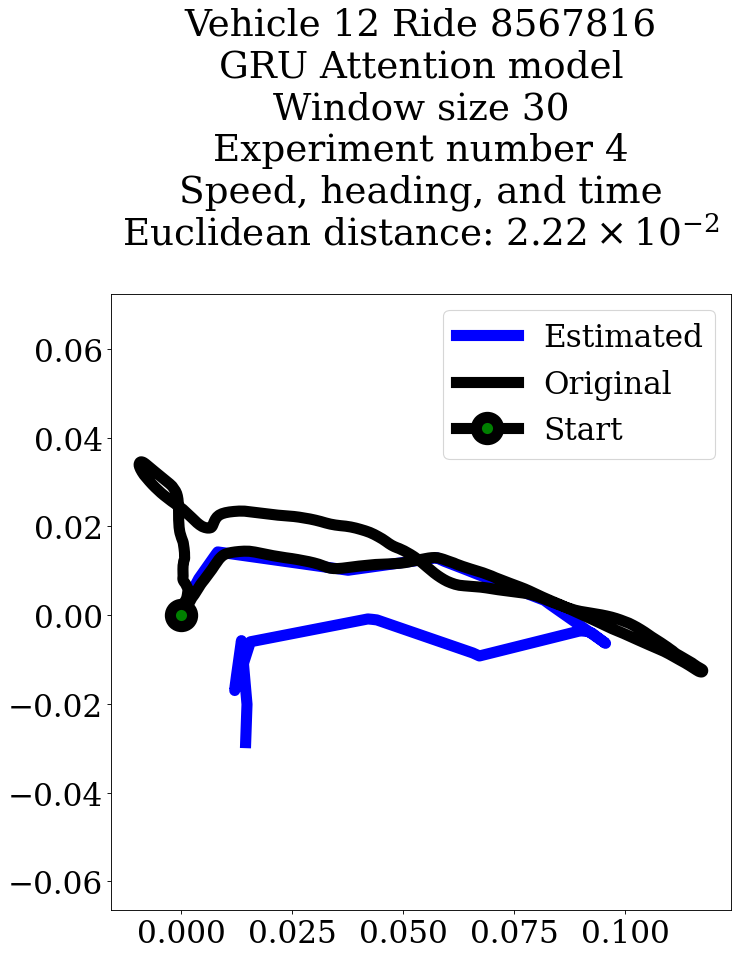 Vehicle 12 Ride 8567816
GRU Attention model
Window size 30
Experiment number 4
Speed, heading, and time
Euclidean distance: 2.22 × 10⁻²
Estimated
Original
Start
0.06
0.04
0.02
0.00
−0.02
−0.04
−0.06
0.000 0.025 0.050 0.075 0.100